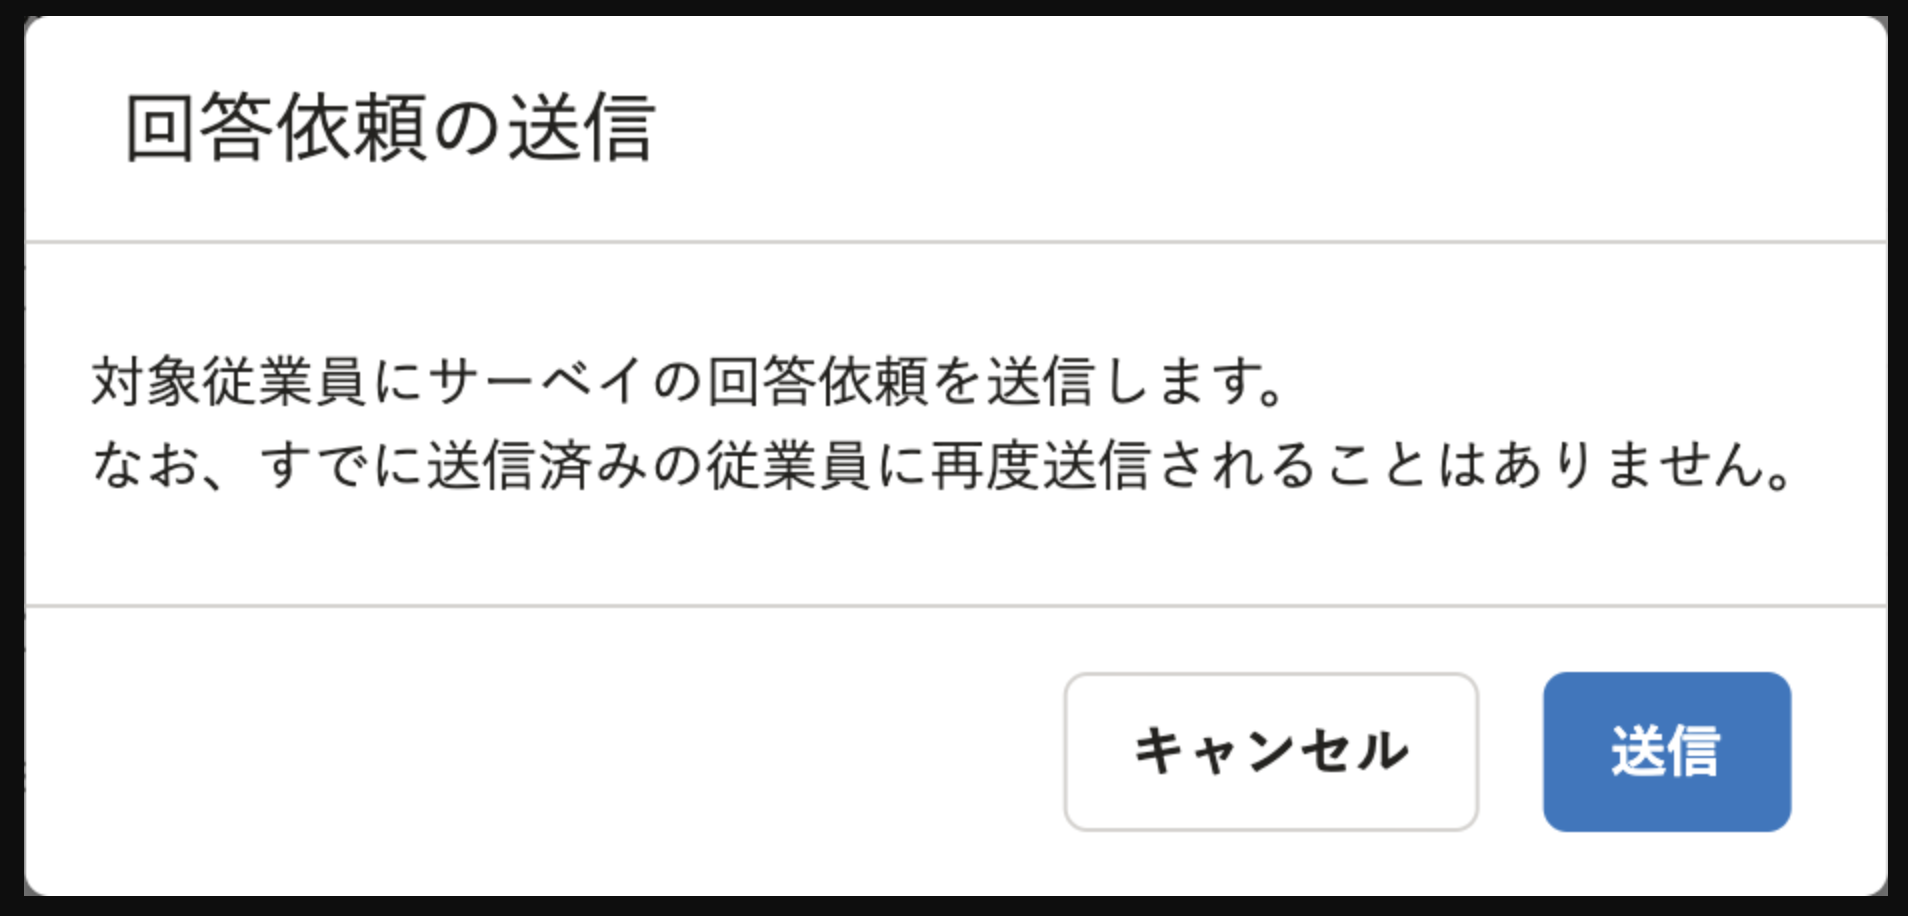 回答依頼の送信
対象従業員にサーベイの回答依頼を送信します。
なお、すでに送信済みの従業員に再度送信されることはありません。
キャンセル
送信